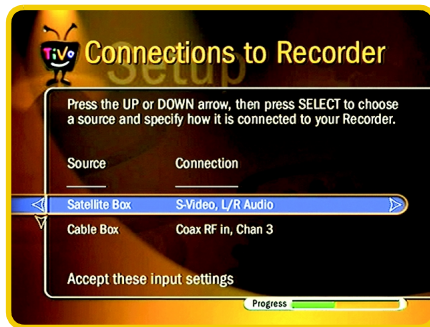 TiVo
Connections to Recorder
Setup
Press the UP or DOWN arrow, then press SELECT to choose
a source and specify how it is connected to your Recorder.
Source Connection
Satellite Box S-Video, L/R Audio
Cable Box Coax RF in, Chan 3
Accept these input settings
Progress